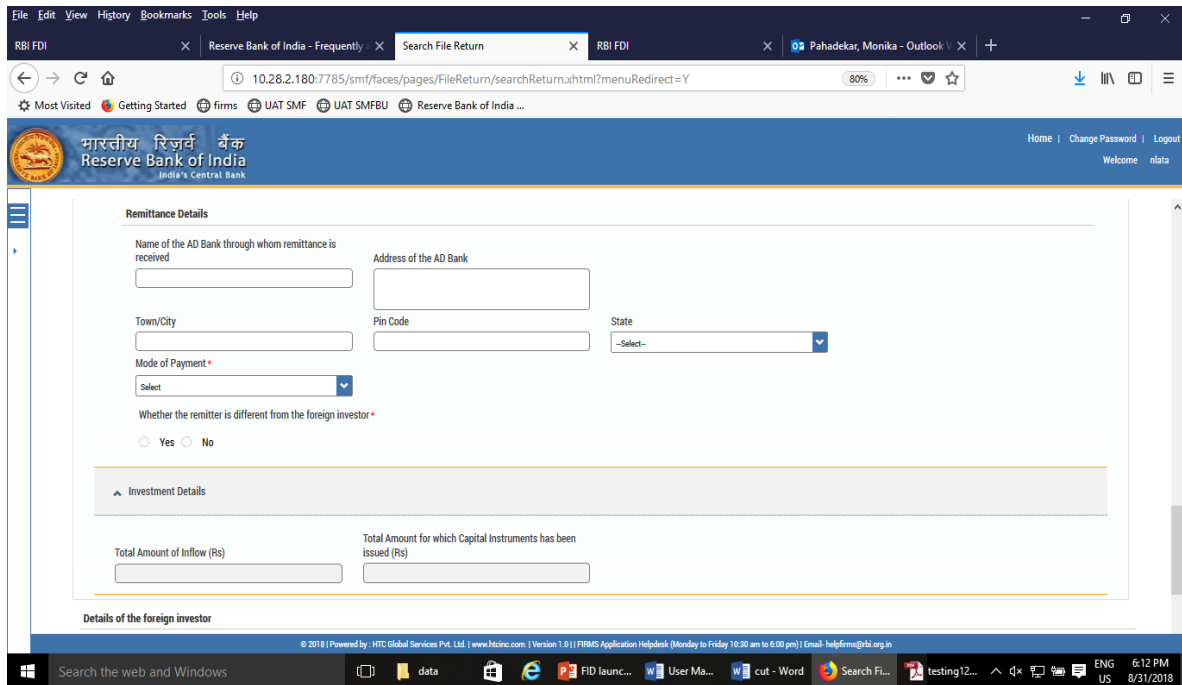 File Edit View History Bookmarks Tools Help
RBI FDI
Reserve Bank of India - Frequently
Search File Return
RBI FDI
Pahadekar, Monika - Outlook
10.28.2.180:7785/smf/faces/pages/FileReturn/searchReturn.xhtml?menuRedirect=Y
80%
Most Visited Getting Started firms UAT SMF UAT SMFBU Reserve Bank of India ...
भारतीय रिज़र्व बैंक
Reserve Bank of India
India's Central Bank
Home | Change Password | Logout
Welcome nlata
Remittance Details
Name of the AD Bank through whom remittance is
received
Address of the AD Bank
Town/City
Pin Code
State
--Select--
Mode of Payment *
Select
Whether the remitter is different from the foreign investor *
Yes No
Investment Details
Total Amount of Inflow (Rs)
Total Amount for which Capital Instruments has been
issued (Rs)
Details of the foreign investor
© 2018 | Powered by : HTC Global Services Pvt. Ltd. | www.htcinc.com. | Version 1.0 | | FIRMS Application Helpdesk (Monday to Friday 10:30 am to 6:00 pm) | Email- helpfirms@rbi.org.in
Search the web and Windows
data
FID launc...
User Ma...
cut - Word
Search Fi...
testing12...
ENG
US
6:12 PM
8/31/2018